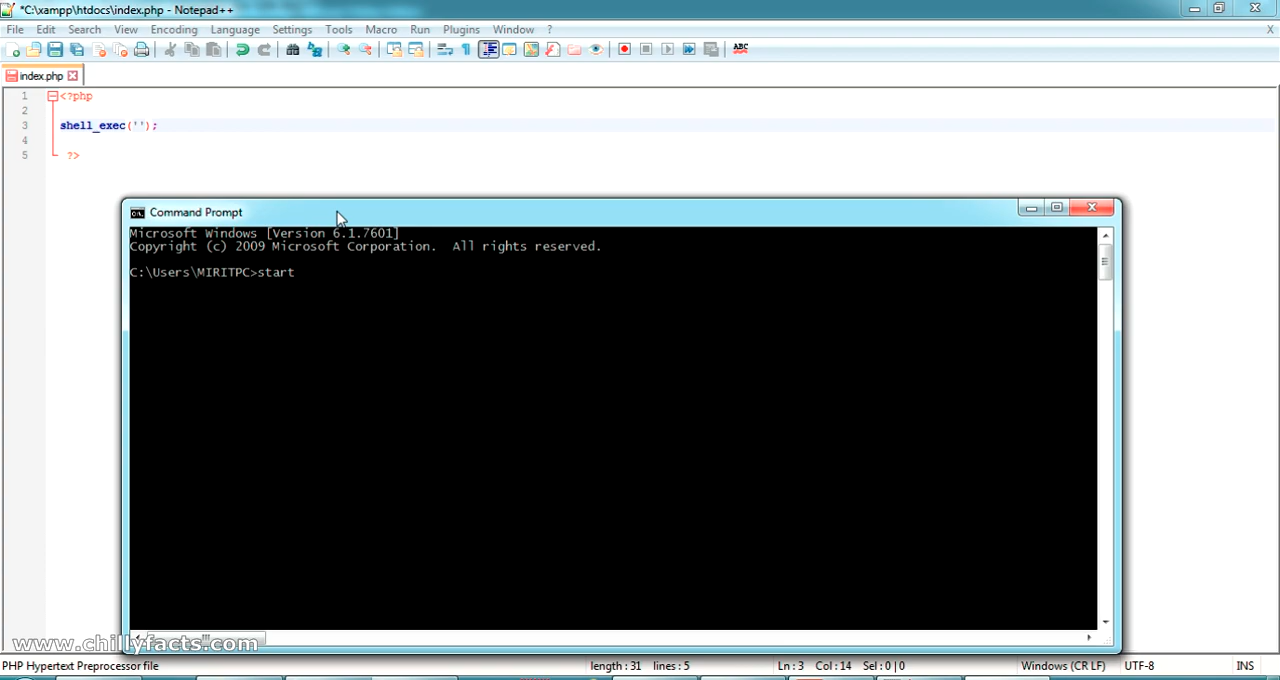 *C:\xampp\htdocs\index.php - Notepad++
File Edit Search View Encoding Language Settings Tools Macro Run Plugins Window ? X
ABC
index.php
1 <?php
2
3 shell_exec('');
4
5 ?>
Command Prompt
Microsoft Windows [Version 6.1.7601]
Copyright (c) 2009 Microsoft Corporation. All rights reserved.
C:\Users\MIRITPC>start
www.chillyfacts.com
PHP Hypertext Preprocessor file length : 31 lines : 5 Ln : 3 Col : 14 Sel : 0 | 0 Windows (CR LF) UTF-8 INS